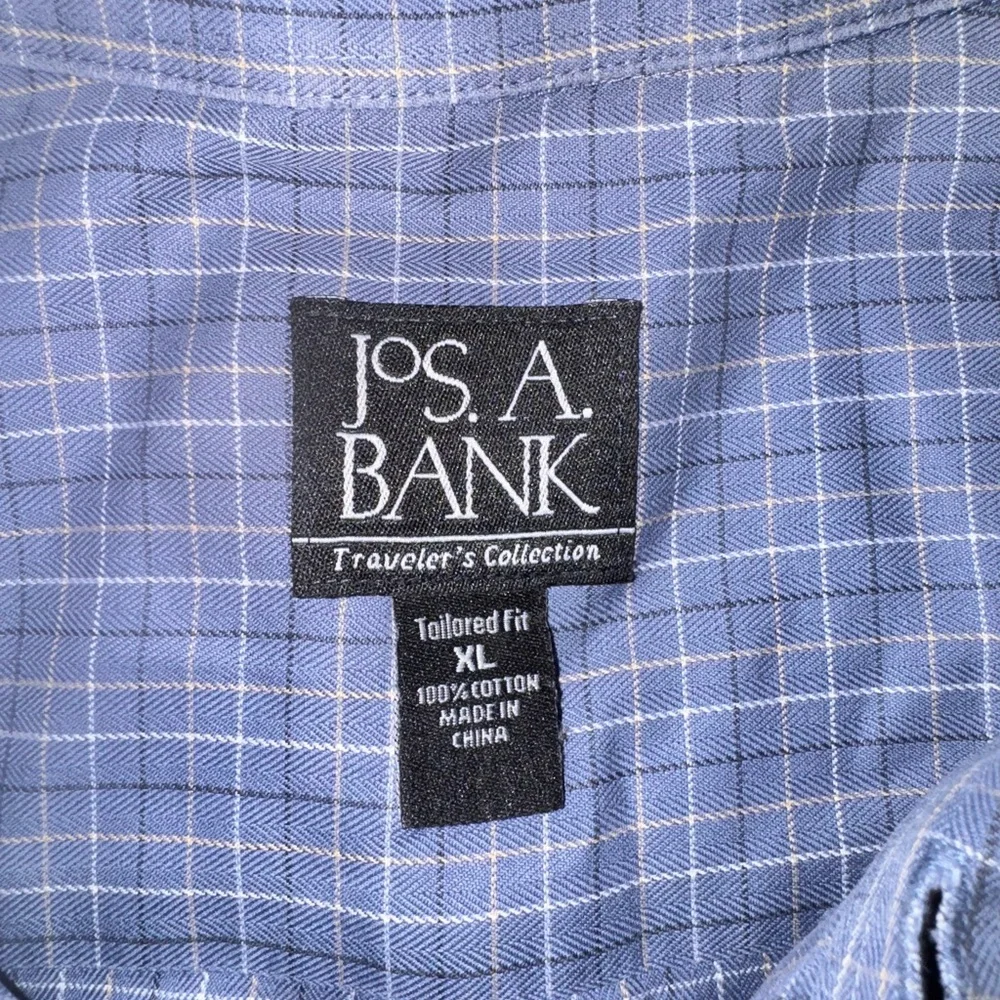 JoS. A.
BANK
Traveler's Collection
Tailored Fit
XL
100% COTTON
MADE IN
CHINA